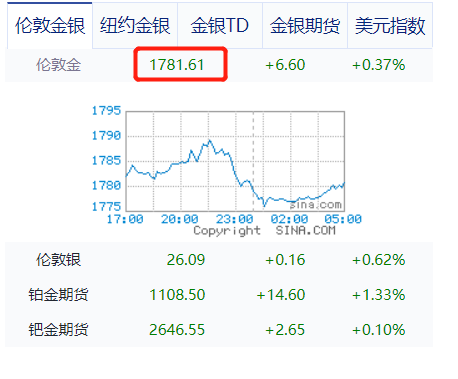 伦敦金银 纽约金银 金银TD 金银期货 美元指数
伦敦金 1781.61 +6.60 +0.37%
1795
1790
1785
1780
1775
sina.com
17:00 20:00 23:00 02:00 05:00
Copyright SINA.COM
伦敦银 26.09 +0.16 +0.62%
铂金期货 1108.50 +14.60 +1.33%
钯金期货 2646.55 +2.65 +0.10%